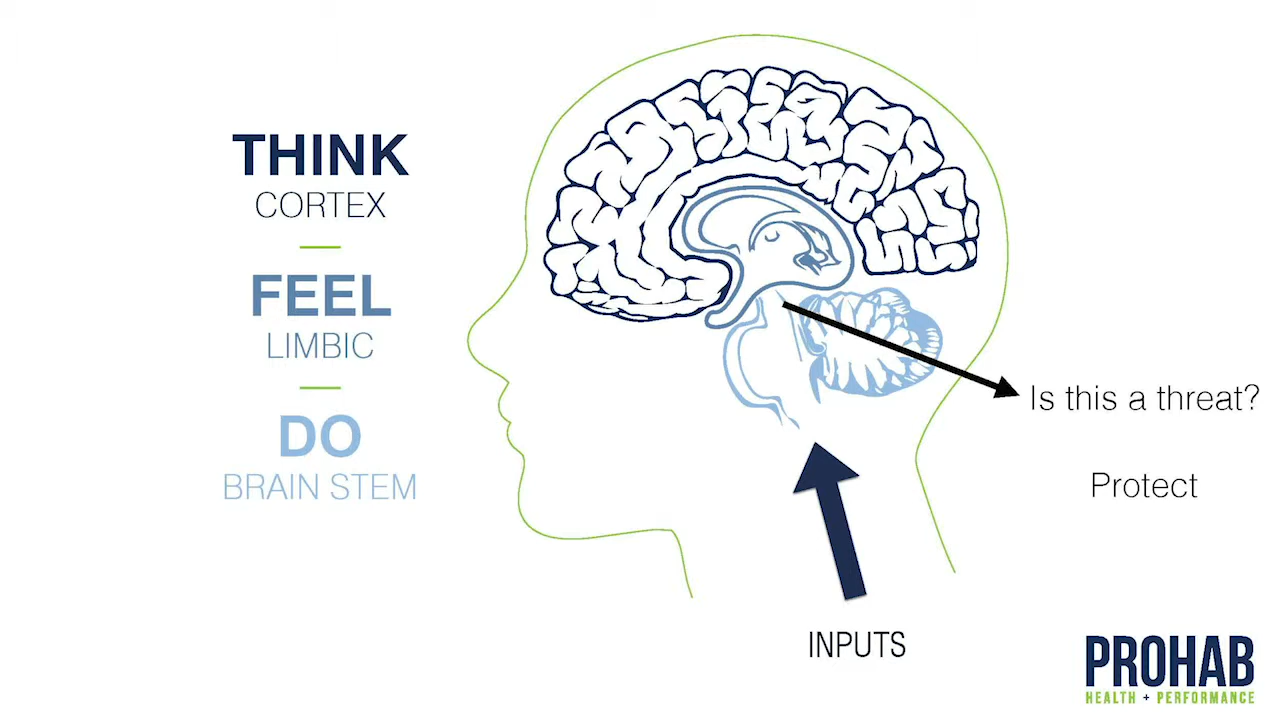 THINK
CORTEX
FEEL
LIMBIC
DO
BRAIN STEM
Is this a threat?
Protect
INPUTS
PROHAB
HEALTH + PERFORMANCE